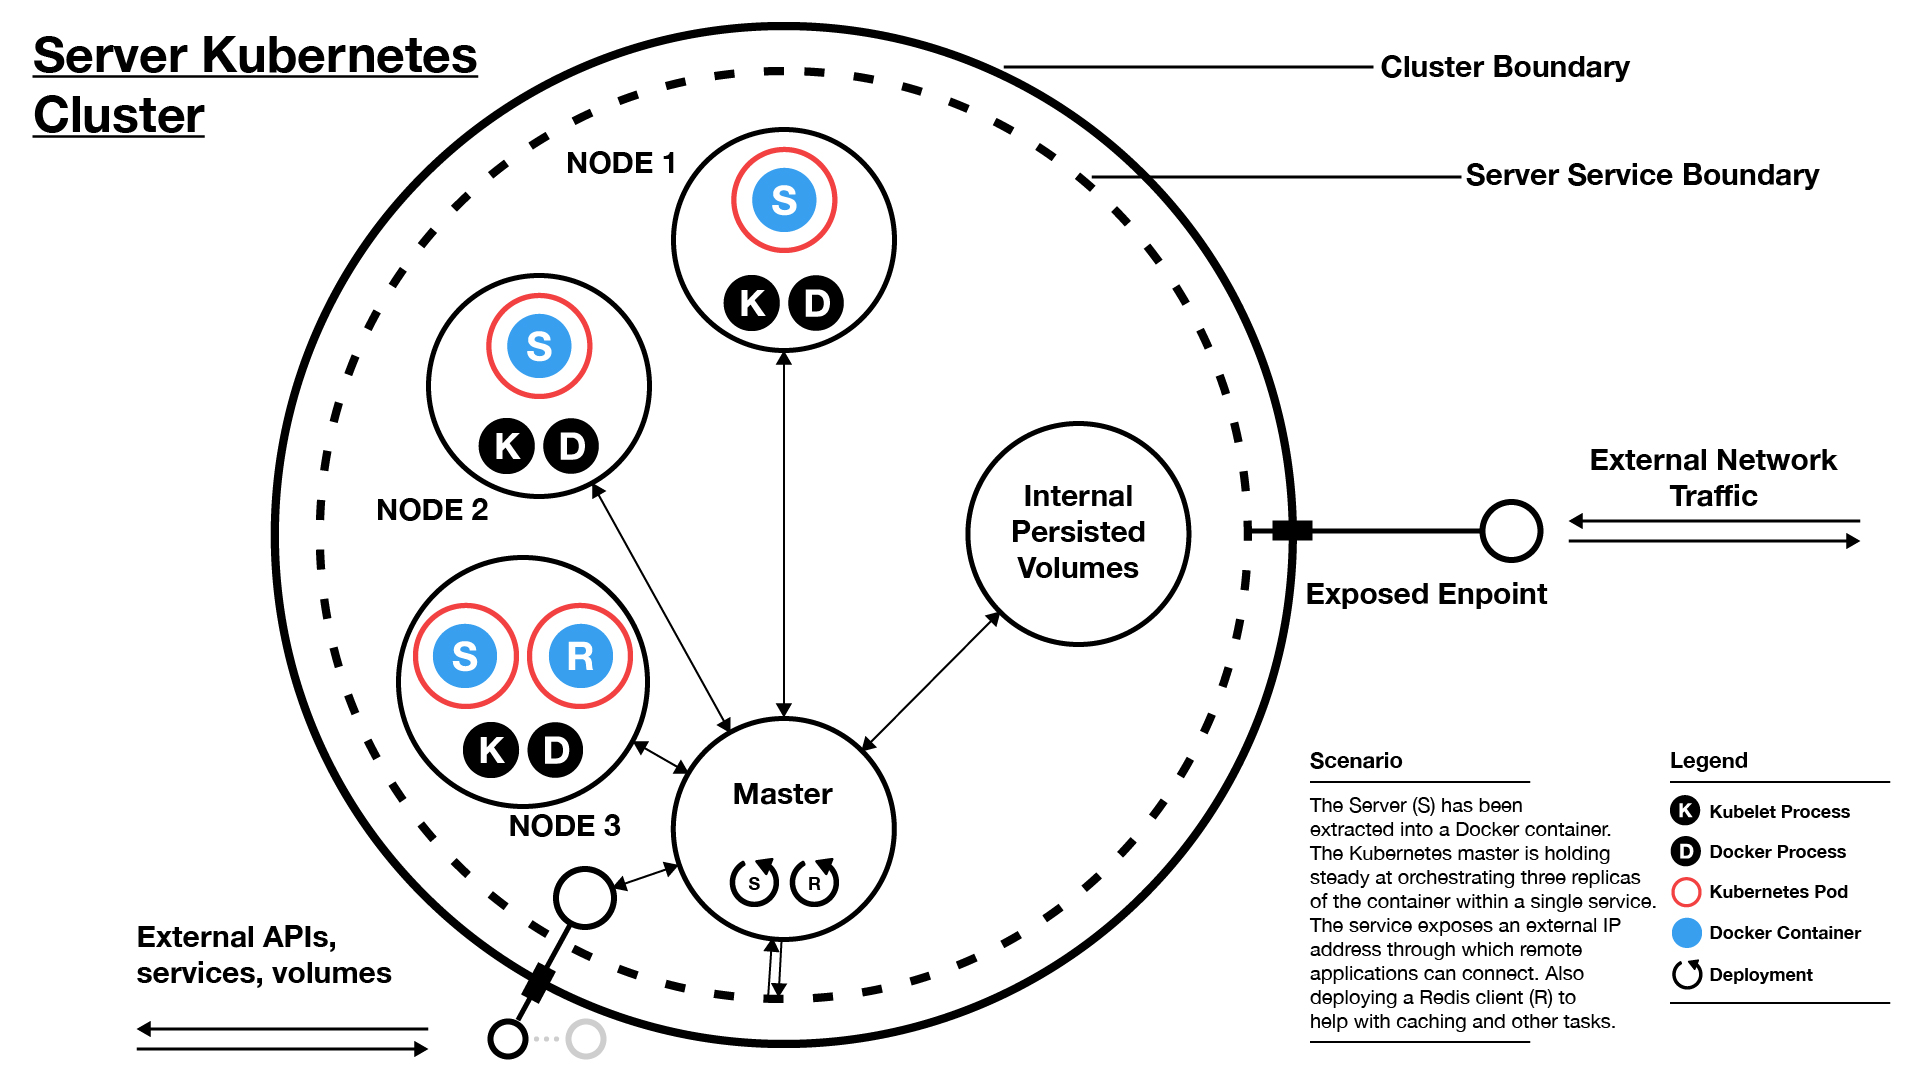 Server Kubernetes
Cluster
Cluster Boundary
Server Service Boundary
NODE 1
S
K D
S
K D
NODE 2
S R
K D
NODE 3
Internal
Persisted
Volumes
External Network
Traffic
Exposed Enpoint
Master
S R
External APIs,
services, volumes
Scenario
The Server (S) has been
extracted into a Docker container.
The Kubernetes master is holding
steady at orchestrating three replicas
of the container within a single service.
The service exposes an external IP
address through which remote
applications can connect. Also
deploying a Redis client (R) to
help with caching and other tasks.
Legend
K Kubelet Process
D Docker Process
Kubernetes Pod
Docker Container
Deployment